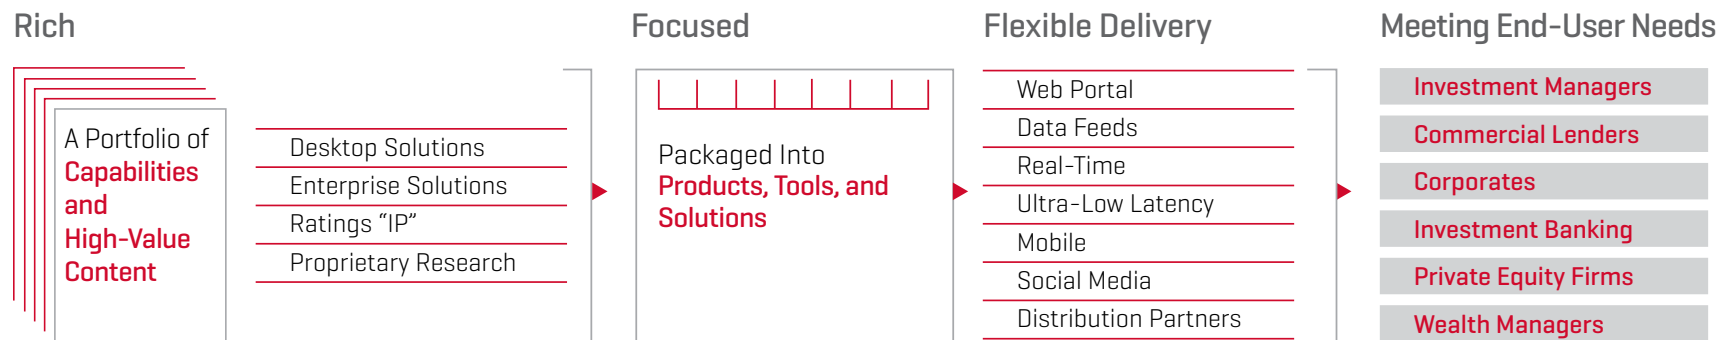 Rich
A Portfolio of
Capabilities
and
High-Value
Content
Desktop Solutions
Enterprise Solutions
Ratings “IP”
Proprietary Research
Focused
Packaged Into
Products, Tools, and
Solutions
Flexible Delivery
Web Portal
Data Feeds
Real-Time
Ultra-Low Latency
Mobile
Social Media
Distribution Partners
Meeting End-User Needs
Investment Managers
Commercial Lenders
Corporates
Investment Banking
Private Equity Firms
Wealth Managers